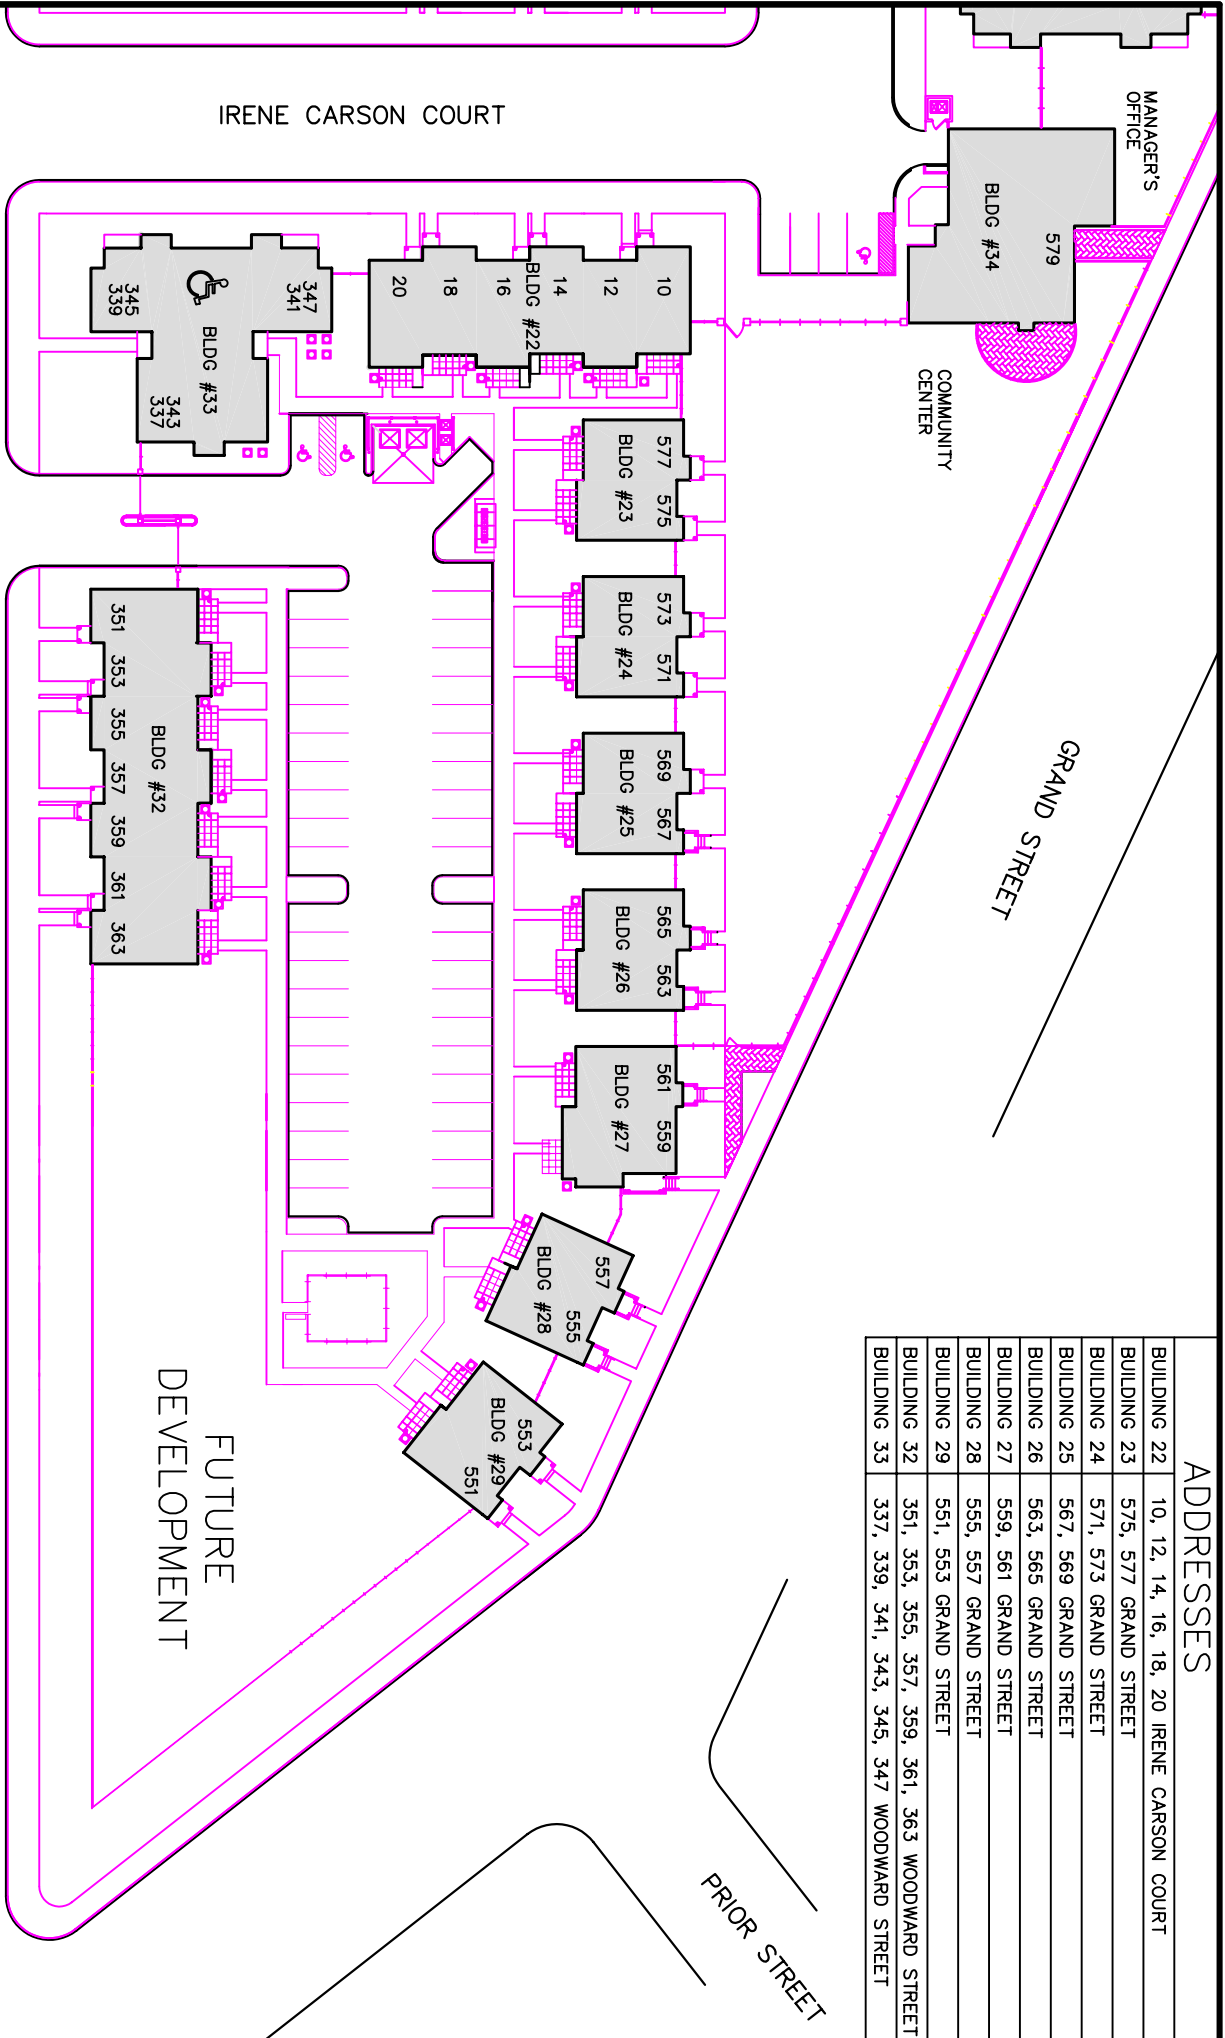 IRENE CARSON COURT
MANAGER'S
OFFICE
579
BLDG #34
COMMUNITY
CENTER
GRAND STREET
10
12
14
16
18
20
BLDG #22
347
341
345
339
BLDG #33
343
337
577
575
BLDG #23
573
571
BLDG #24
569
567
BLDG #25
565
563
BLDG #26
561
559
BLDG #27
557
555
BLDG #28
553
551
BLDG #29
351
353
355
357
359
361
363
BLDG #32
FUTURE
DEVELOPMENT
PRIOR STREET
ADDRESSES
BUILDING 22 10, 12, 14, 16, 18, 20 IRENE CARSON COURT
BUILDING 23 575, 577 GRAND STREET
BUILDING 24 571, 573 GRAND STREET
BUILDING 25 567, 569 GRAND STREET
BUILDING 26 563, 565 GRAND STREET
BUILDING 27 559, 561 GRAND STREET
BUILDING 28 555, 557 GRAND STREET
BUILDING 29 551, 553 GRAND STREET
BUILDING 32 351, 353, 355, 357, 359, 361, 363 WOODWARD STREET
BUILDING 33 337, 339, 341, 343, 345, 347 WOODWARD STREET